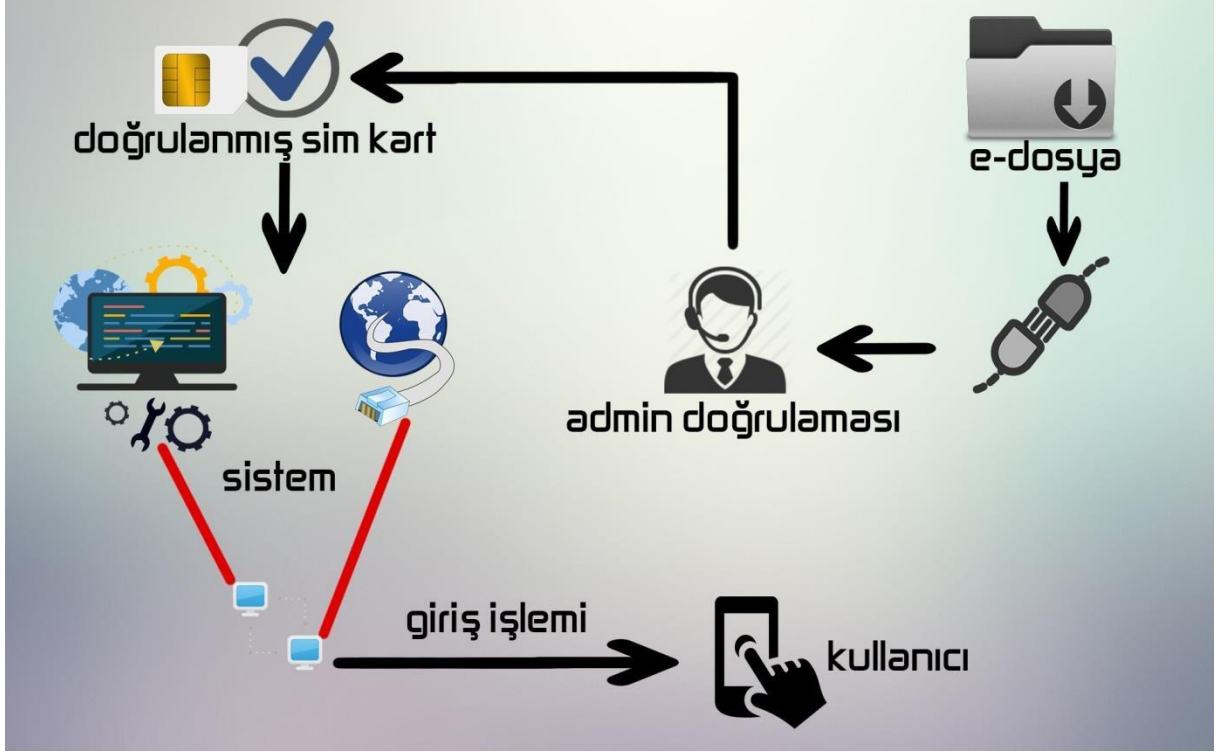 doğrulanmış sim kart
e-dosya
admin doğrulaması
sistem
giriş işlemi
kullanıcı